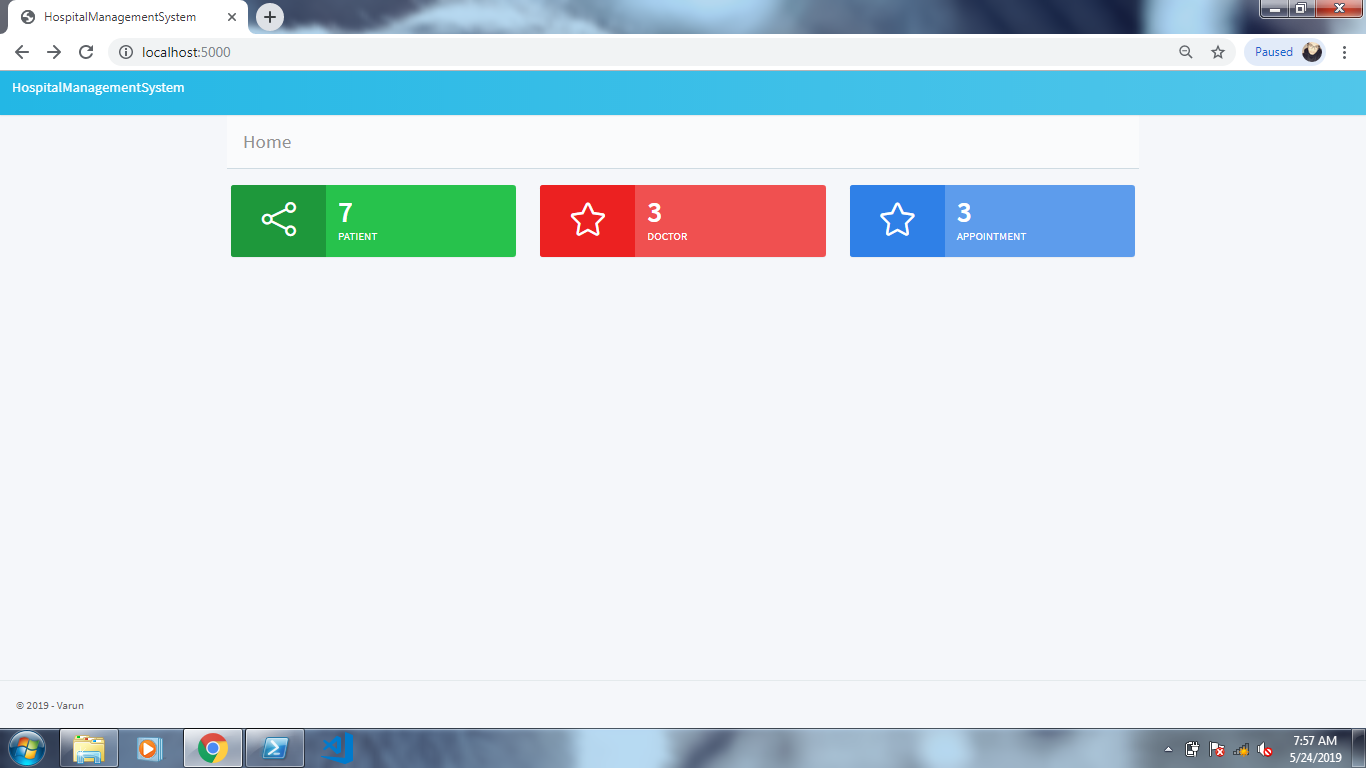 HospitalManagementSystem
localhost:5000
Paused
HospitalManagementSystem
Home
7
PATIENT
3
DOCTOR
3
APPOINTMENT
© 2019 - Varun
7:57 AM
5/24/2019